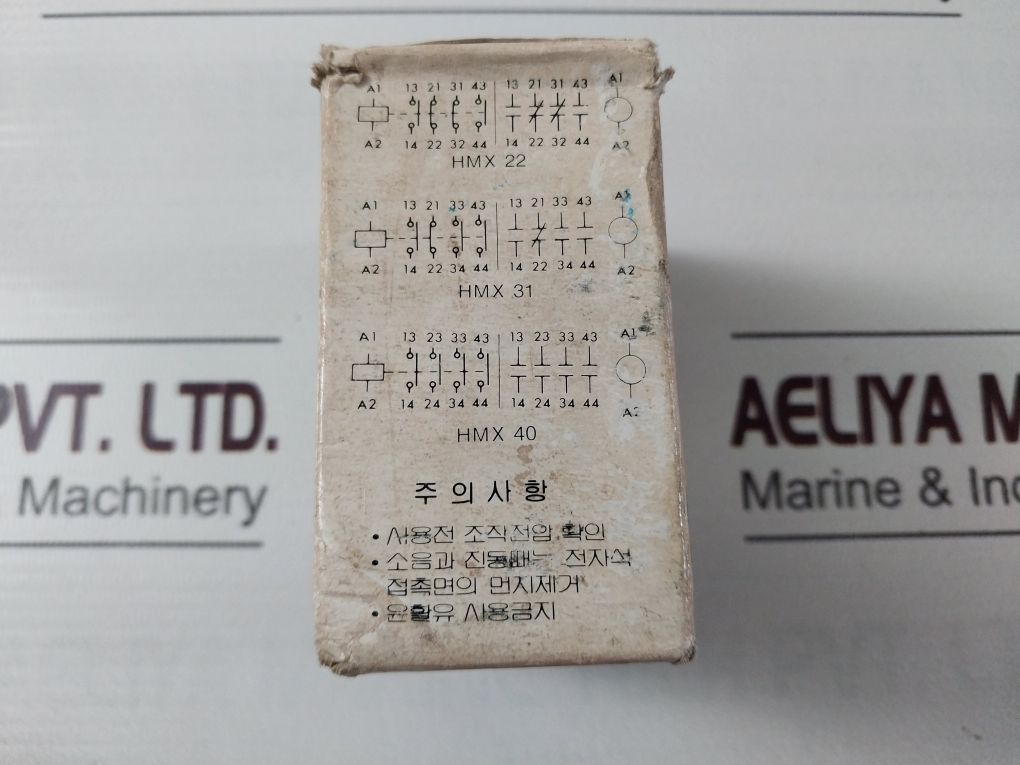 A1 13 21 31 43 13 21 31 43 A1
A2 14 22 32 44 14 22 32 44 A2
HMX 22
A1 13 21 33 43 13 21 33 43 A1
A2 14 22 34 44 14 22 34 44 A2
HMX 31
A1 13 23 33 43 13 23 33 43 A1
A2 14 24 34 44 14 24 34 44 A2
HMX 40
주의사항
• 사용전 조작전압 확인
• 소음과 진동때는 전자석
접촉면의 먼지제거
• 윤활유 사용금지
PVT. LTD.
Machinery
AELIYA M
Marine & Ind